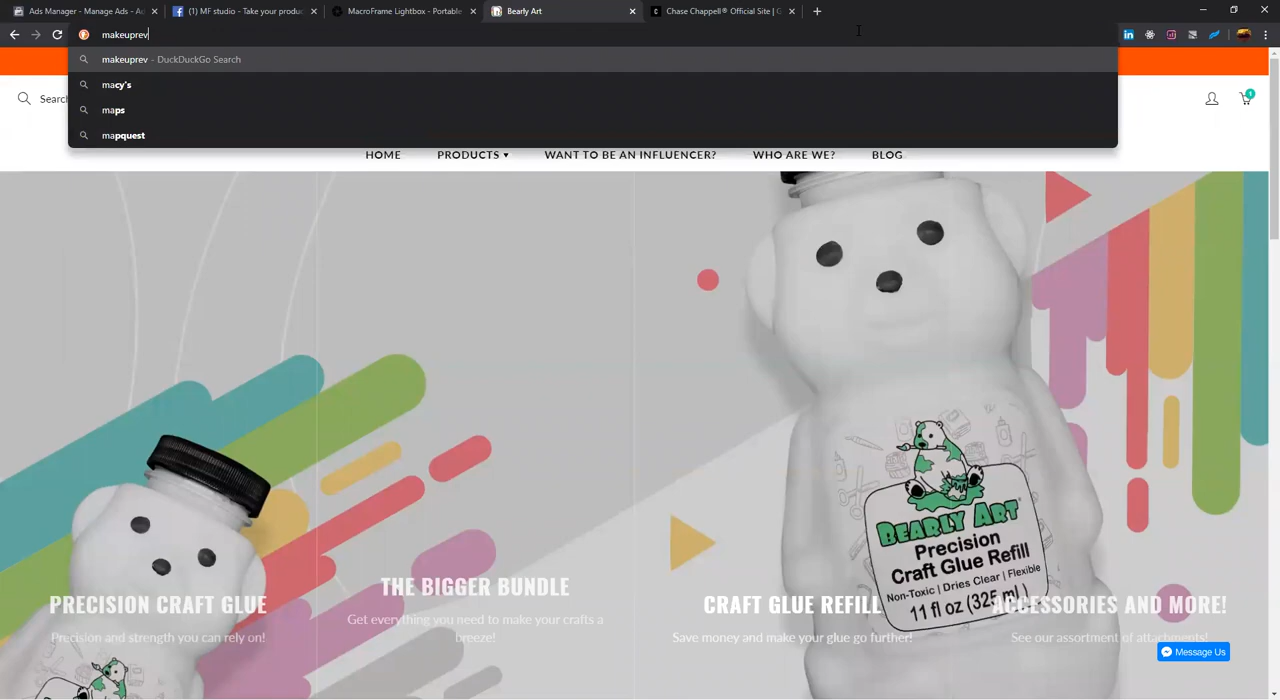 Ads Manager - Manage Ads - Ad
(1) MF studio - Take your produc
MacroFrame Lightbox - Portable
Bearly Art
Chase Chappell® Official Site | G
makeuprev
makeuprev - DuckDuckGo Search
macy's
maps
mapquest
Search
1
HOME
PRODUCTS
WANT TO BE AN INFLUENCER?
WHO ARE WE?
BLOG
BEARLY ART
Precision
Craft Glue Refill
Non-Toxic | Dries Clear | Flexible
11 fl oz (325 mL)
PRECISION CRAFT GLUE
Precision and strength you can rely on!
THE BIGGER BUNDLE
Get everything you need to make your crafts a
breeze!
CRAFT GLUE REFILL
Save money and make your glue go further!
ACCESSORIES AND MORE!
See our assortment of attachments!
Message Us